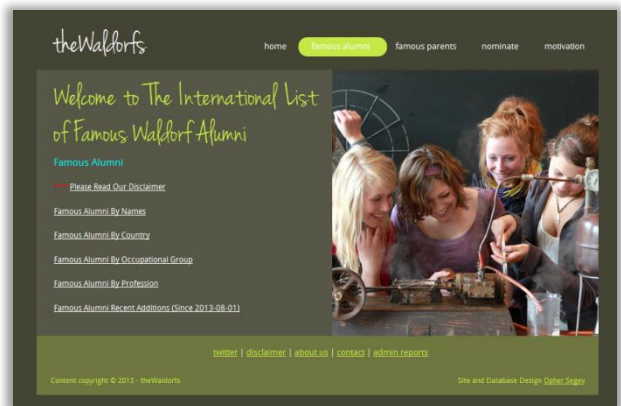 theWaldorfs
home famous alumni famous parents nominate motivation
Welcome to The International List
of Famous Waldorf Alumni
Famous Alumni
*** Please Read Our Disclaimer
Famous Alumni By Names
Famous Alumni By Country
Famous Alumni By Occupational Group
Famous Alumni By Profession
Famous Alumni Recent Additions (Since 2013-08-01)
twitter | disclaimer | about us | contact | admin reports
Content copyright © 2013 - theWaldorfs Site and Database Design Opher Segev